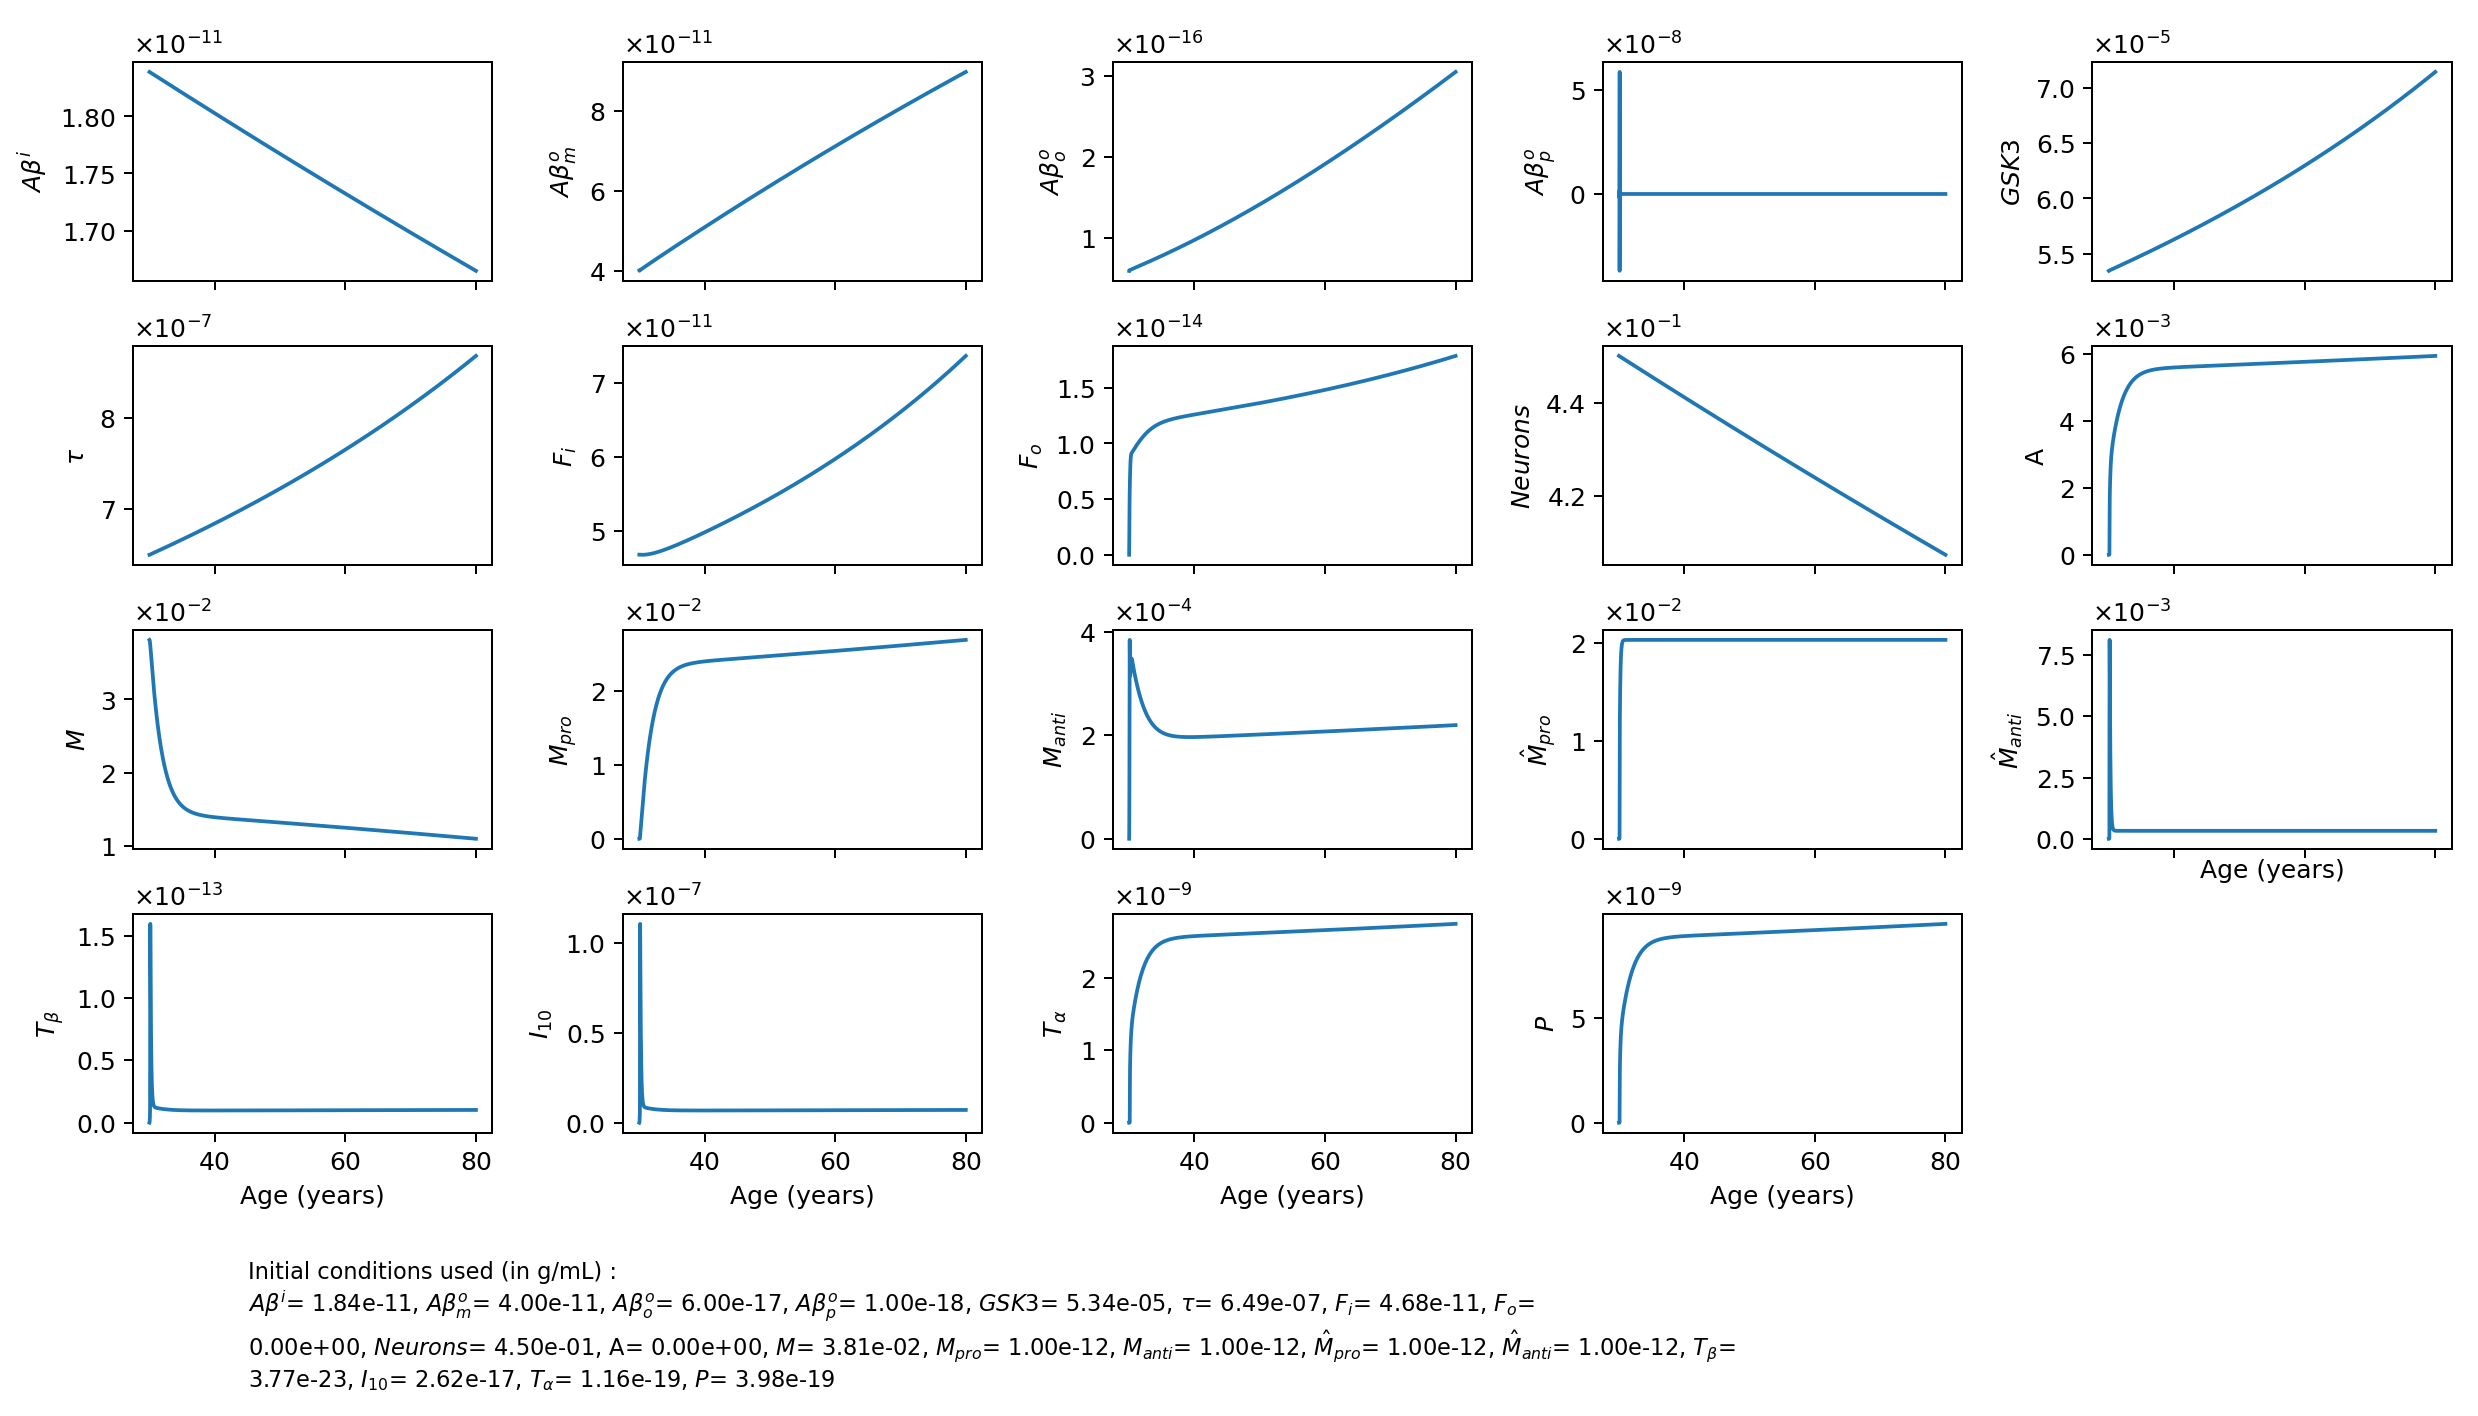 ×10⁻¹¹ ×10⁻¹¹ ×10⁻¹⁶ ×10⁻⁸ ×10⁻⁵
Aβⁱ 1.80 1.75 1.70
Aβₘᵒ 8 6 4
Aβₒᵒ 3 2 1
Aβₚᵒ 5 0
GSK3 7.0 6.5 6.0 5.5
×10⁻⁷ ×10⁻¹¹ ×10⁻¹⁴ ×10⁻¹ ×10⁻³
τ 8 7
Fᵢ 7 6 5
Fₒ 1.5 1.0 0.5 0.0
Neurons 4.4 4.2
A 6 4 2 0
×10⁻² ×10⁻² ×10⁻⁴ ×10⁻² ×10⁻³
M 3 2 1
M_pro 2 1 0
M_anti 4 2 0
M̂_pro 2 1 0
M̂_anti 7.5 5.0 2.5 0.0
Age (years)
×10⁻¹³ ×10⁻⁷ ×10⁻⁹ ×10⁻⁹
T_β 1.5 1.0 0.5 0.0
I₁₀ 1.0 0.5 0.0
T_α 2 1 0
P 5 0
40 60 80 40 60 80 40 60 80 40 60 80
Age (years) Age (years) Age (years) Age (years)
Initial conditions used (in g/mL) :
Aβⁱ= 1.84e-11, Aβₘᵒ= 4.00e-11, Aβₒᵒ= 6.00e-17, Aβₚᵒ= 1.00e-18, GSK3= 5.34e-05, τ= 6.49e-07, Fᵢ= 4.68e-11, Fₒ=
0.00e+00, Neurons= 4.50e-01, A= 0.00e+00, M= 3.81e-02, M_pro= 1.00e-12, M_anti= 1.00e-12, M̂_pro= 1.00e-12, M̂_anti= 1.00e-12, T_β=
3.77e-23, I₁₀= 2.62e-17, T_α= 1.16e-19, P= 3.98e-19